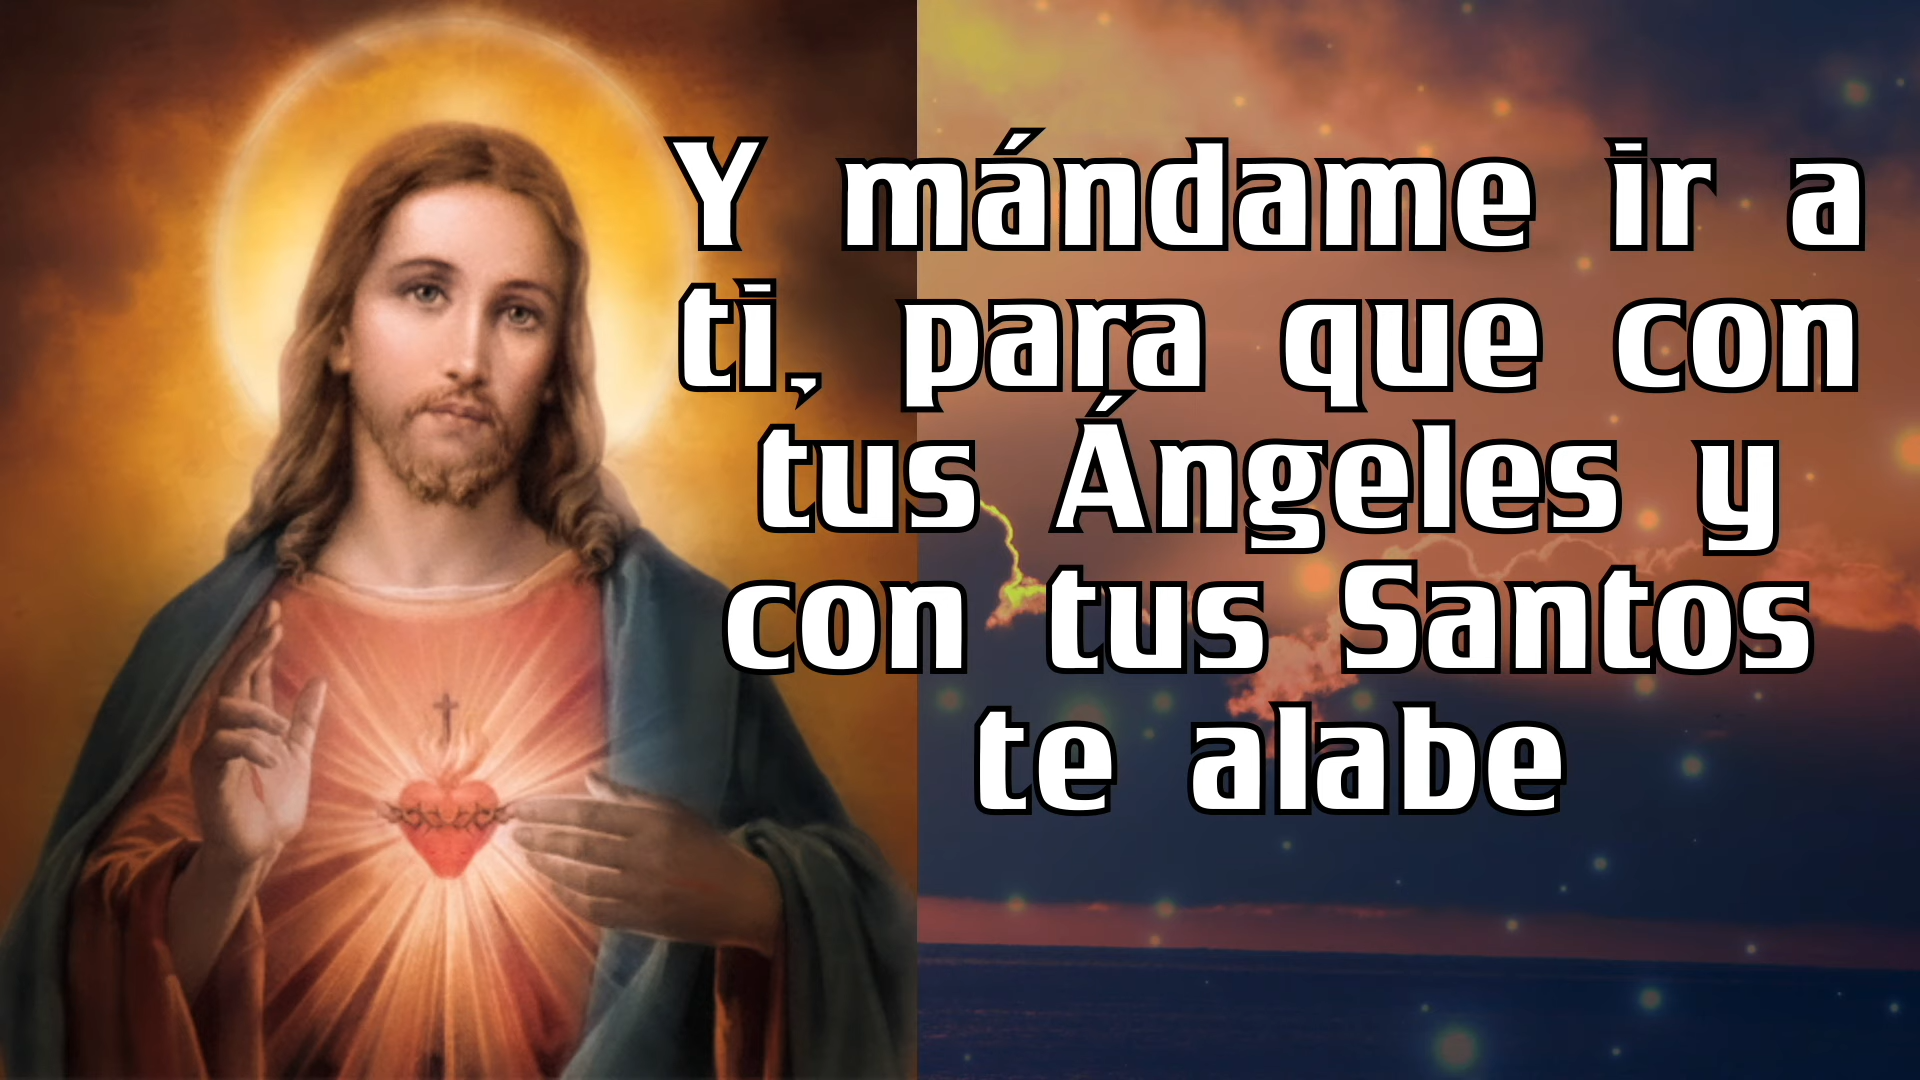 Y mándame ir a
ti, para que con
tus Ángeles y
con tus Santos
te alabe